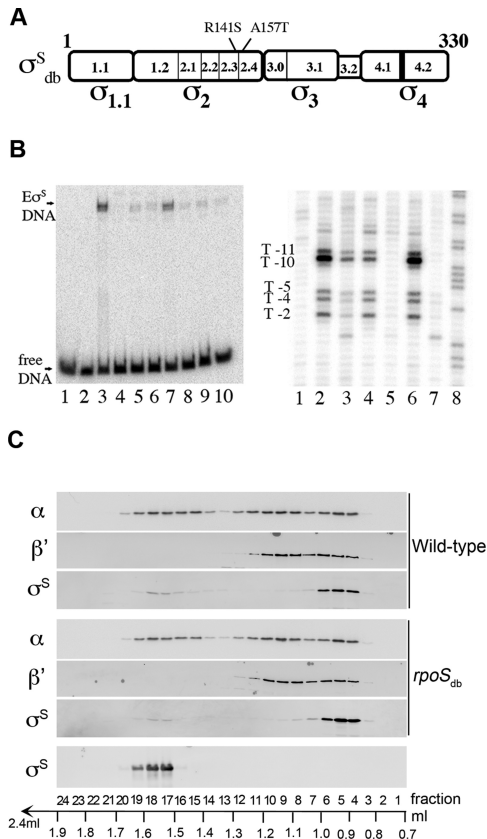 A
R141S A157T
1 330
σS db 1.1 1.2 2.1 2.2 2.3 2.4 3.0 3.1 3.2 4.1 4.2
σ1.1 σ2 σ3 σ4
B
EσS
DNA
free
DNA
1 2 3 4 5 6 7 8 9 10
T -11
T -10
T -5
T -4
T -2
1 2 3 4 5 6 7 8
C
α
β’
σS
Wild-type
α
β’
σS
rpoSdb
σS
24 23 22 21 20 19 18 17 16 15 14 13 12 11 10 9 8 7 6 5 4 3 2 1 fraction
2.4ml 1.9 1.8 1.7 1.6 1.5 1.4 1.3 1.2 1.1 1.0 0.9 0.8 0.7 ml